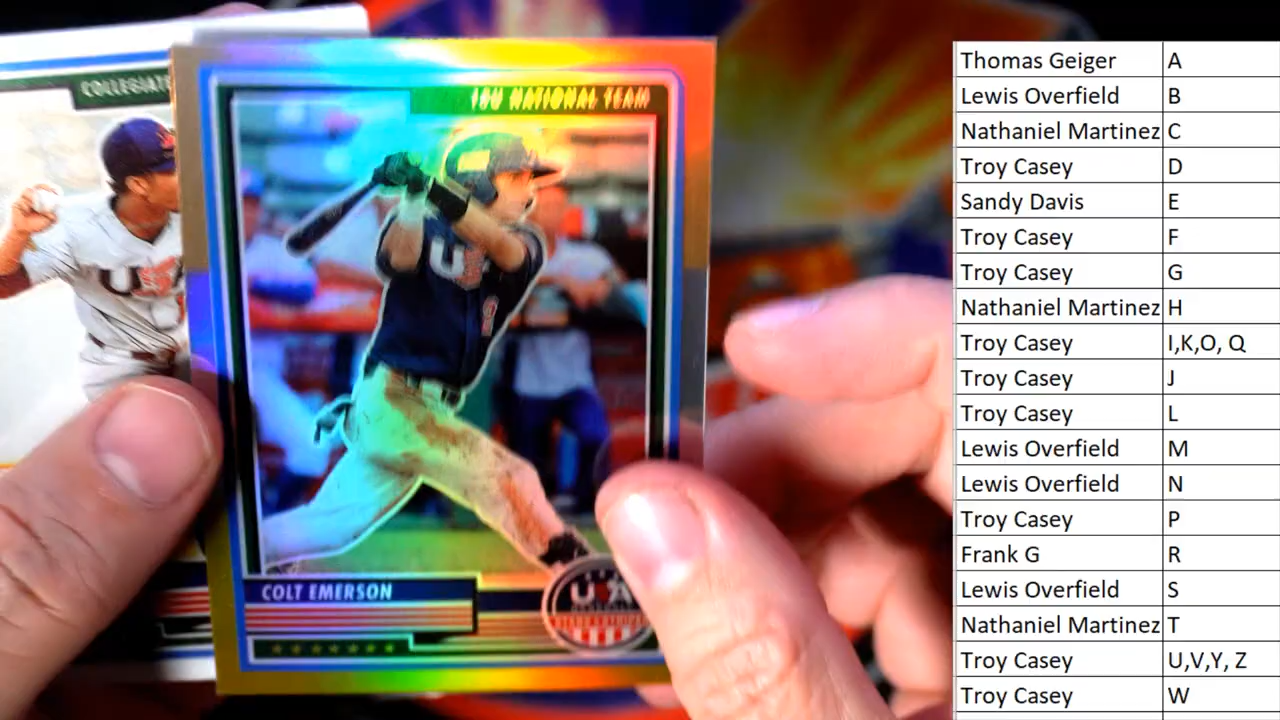 COLLEGIATE
18U NATIONAL TEAM
USA
COLT EMERSON
USA
Thomas Geiger A
Lewis Overfield B
Nathaniel Martinez C
Troy Casey D
Sandy Davis E
Troy Casey F
Troy Casey G
Nathaniel Martinez H
Troy Casey I,K,O, Q
Troy Casey J
Troy Casey L
Lewis Overfield M
Lewis Overfield N
Troy Casey P
Frank G R
Lewis Overfield S
Nathaniel Martinez T
Troy Casey U,V,Y, Z
Troy Casey W